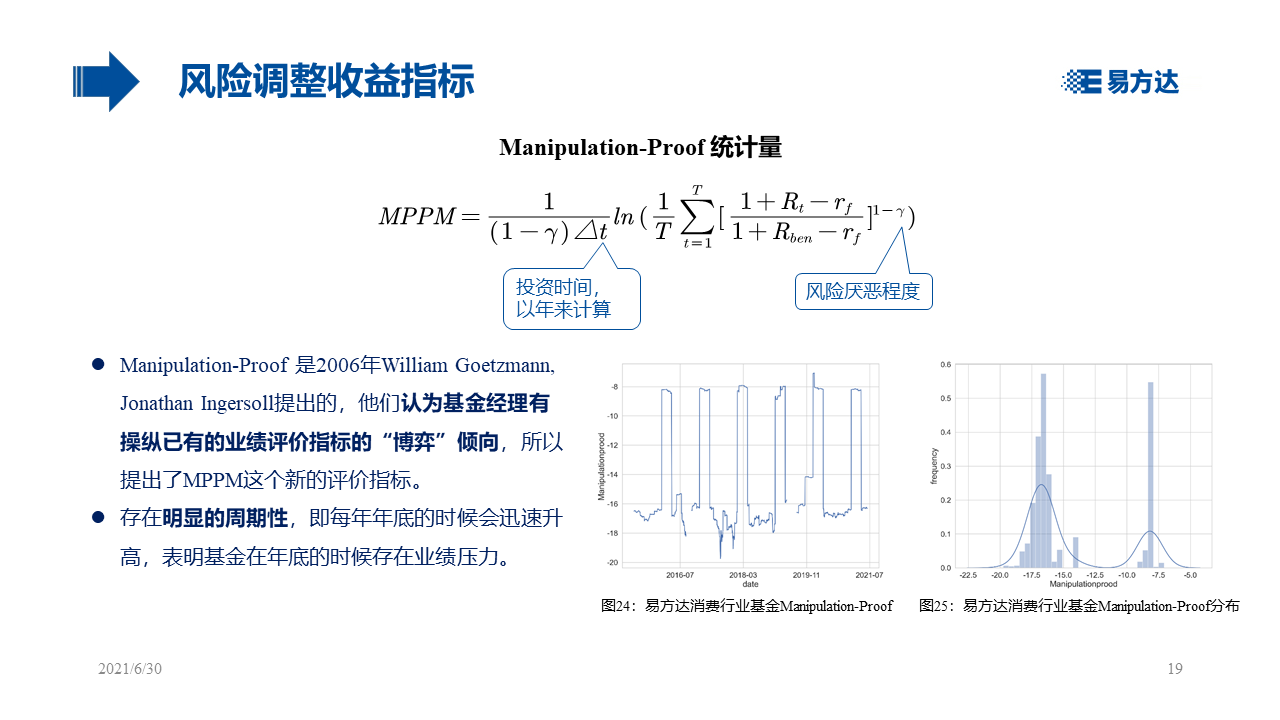 风险调整收益指标
易方达
Manipulation-Proof 统计量
MPPM = \frac{1}{(1-γ)△t} ln ( \frac{1}{T} \sum_{t=1}^{T} [ \frac{1+R_t-r_f}{1+R_{ben}-r_f} ]^{1-γ} )
投资时间，
以年来计算
风险厌恶程度
● Manipulation-Proof 是2006年William Goetzmann,
Jonathan Ingersoll提出的，他们认为基金经理有
操纵已有的业绩评价指标的“博弈”倾向，所以
提出了MPPM这个新的评价指标。
● 存在明显的周期性，即每年年底的时候会迅速升
高，表明基金在年底的时候存在业绩压力。
Manipulationprood
-8
-10
-12
-14
-16
-18
-20
2016-07 2018-03 2019-11 2021-07
date
图24：易方达消费行业基金Manipulation-Proof
frequency
0.6
0.5
0.4
0.3
0.2
0.1
0.0
-22.5 -20.0 -17.5 -15.0 -12.5 -10.0 -7.5 -5.0
Manipulationprood
图25：易方达消费行业基金Manipulation-Proof分布
2021/6/30
19